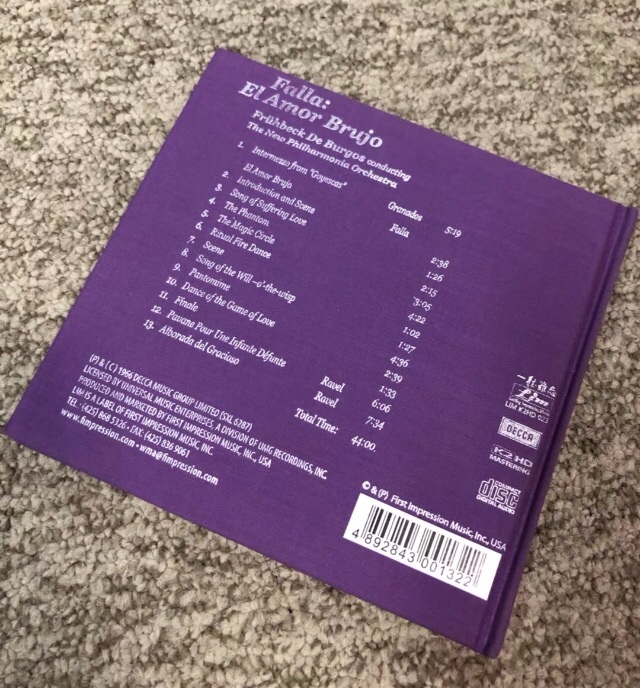 Falla:
El Amor Brujo
Frühbeck De Burgos conducting
The New Philharmonia Orchestra
1. Intermezzo from "Goyescas" Granados 5:19
El Amor Brujo Falla
2. Introduction and Scene 2:38
3. Song of Suffering Love 1:26
4. The Phantom 2:15
5. The Magic Circle 3:05
6. Ritual Fire Dance 4:22
7. Scene 1:02
8. Song of the Will-o'-the-wisp 1:27
9. Pantomime 4:36
10. Dance of the Game of Love 2:39
11. Finale 1:33
12. Pavane Pour Une Infante Défunte Ravel 6:06
13. Alborada del Gracioso Ravel 7:34
Total Time: 44:00
(P) & (C) 1966 DECCA MUSIC GROUP LIMITED (SXL 6287)
LICENSED BY UNIVERSAL MUSIC ENTERPRISES, A DIVISION OF UMG RECORDINGS, INC.
PRODUCED AND MARKETED BY FIRST IMPRESSION MUSIC, INC., USA
LIM IS A LABEL OF FIRST IMPRESSION MUSIC, INC.
TEL: (425) 868 5326 • FAX: (425) 836 9061
www.fimpression.com • wma@fimpression.com
Lim
LIM K2HD 023
DECCA
K2 HD
MASTERING
COMPACT
disc
DIGITAL AUDIO
© & (P) First Impression Music, Inc., USA
4 892843 001322